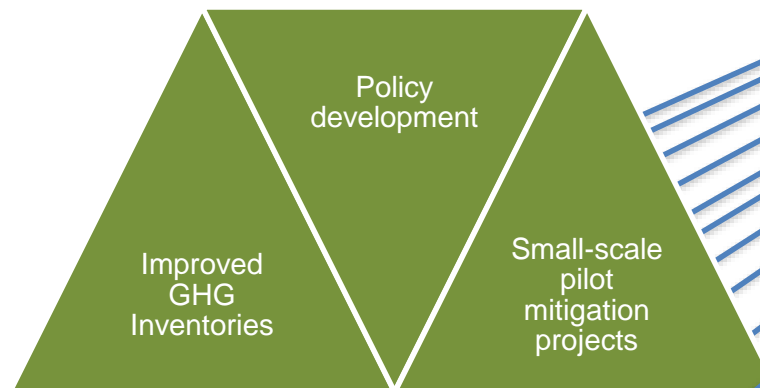 Policy
development
Improved
GHG
Inventories
Small-scale
pilot
mitigation
projects